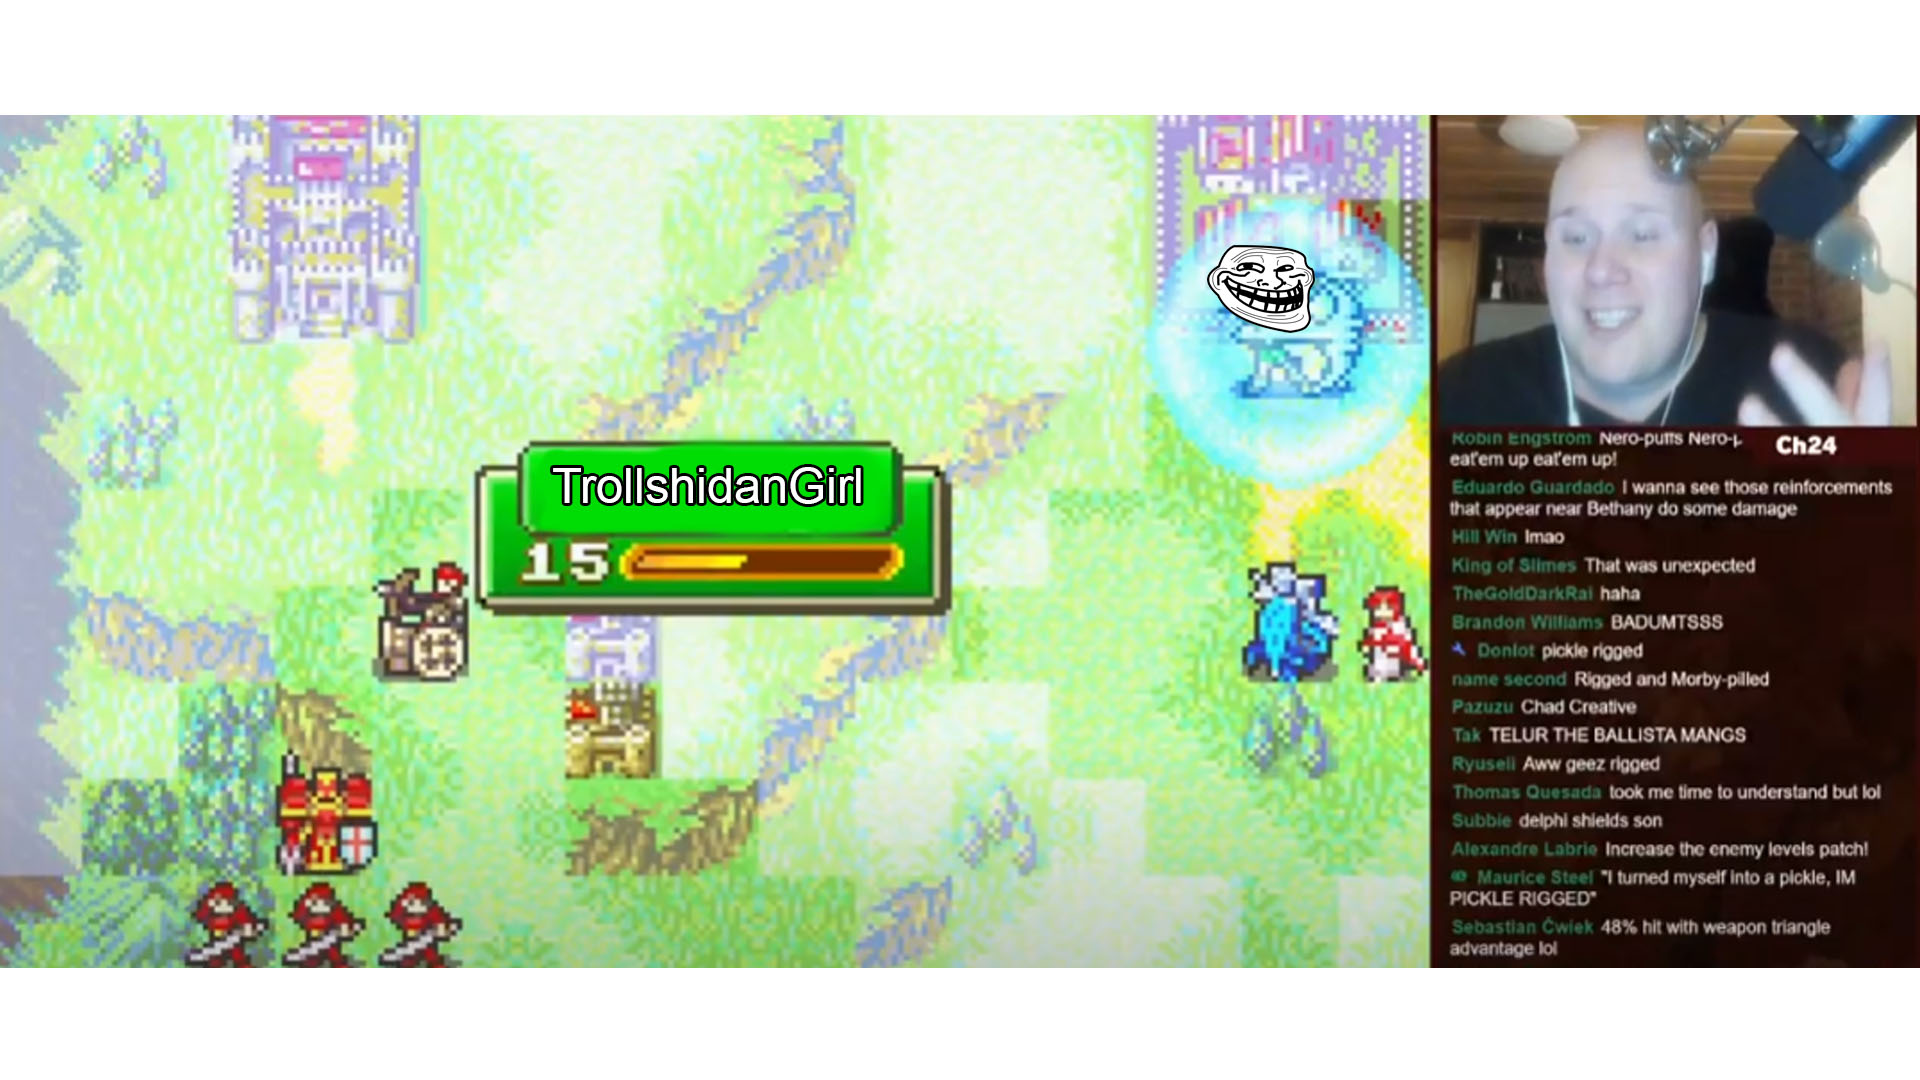 TrollshidanGirl
15
Ch24
Robin Engstrom Nero-puffs Nero-p
eat'em up eat'em up!
Eduardo Guardado I wanna see those reinforcements
that appear near Bethany do some damage
Hill Win lmao
King of Slimes That was unexpected
TheGoldDarkRai haha
Brandon Williams BADUMTSSS
Donlot pickle rigged
name second Rigged and Morby-pilled
Pazuzu Chad Creative
Tak TELUR THE BALLISTA MANGS
Ryuseii Aww geez rigged
Thomas Quesada took me time to understand but lol
Subbie delphi shields son
Alexandre Labrie Increase the enemy levels patch!
Maurice Steel "I turned myself into a pickle, IM
PICKLE RIGGED"
Sebastian Ćwiek 48% hit with weapon triangle
advantage lol